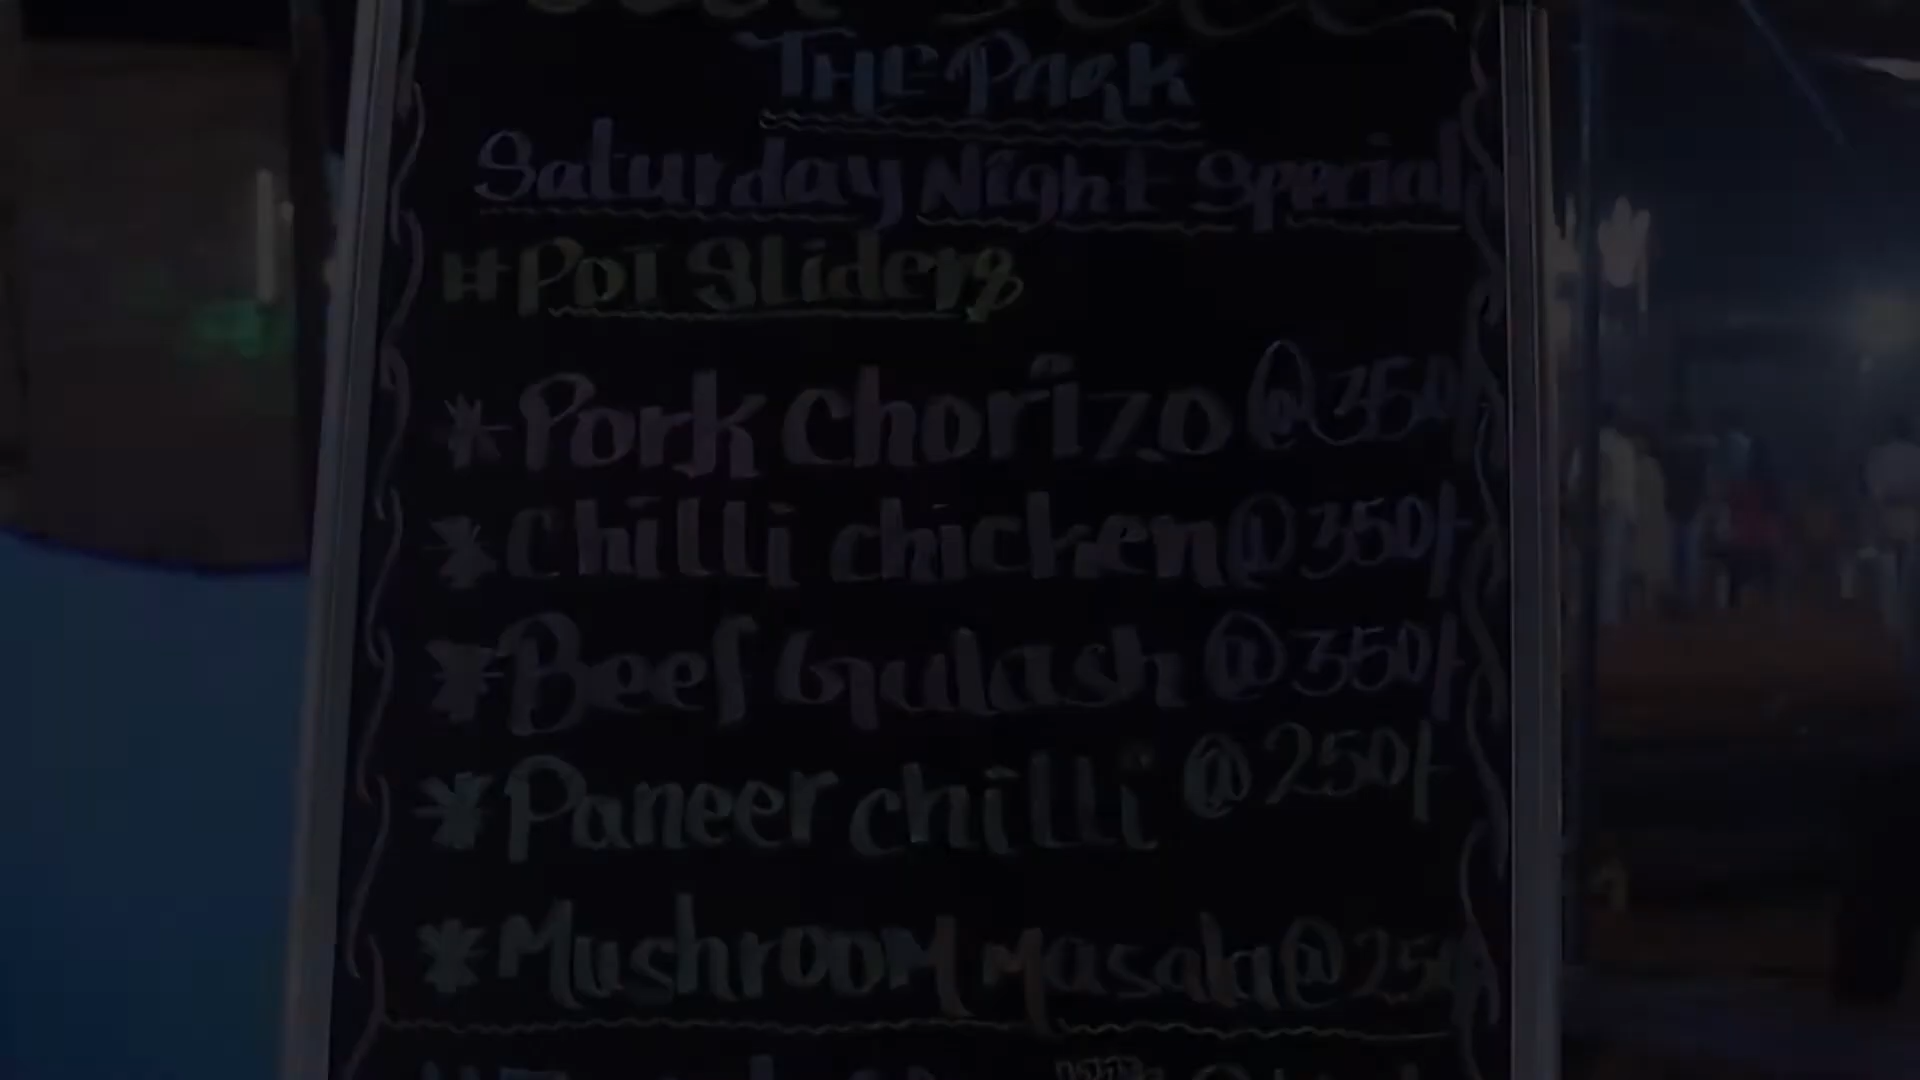 THE Park
Saturday Night Special
#Pot Sliders
*Pork Chorizo @350/-
*Chilli chicken @350/-
*Beef Gulash @350/-
*Paneer chilli @250/-
*Mushroom Masala @250